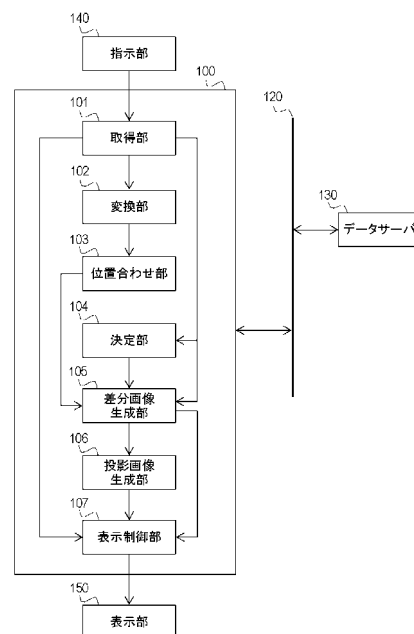 140
指示部
100
101
取得部
120
102
変換部
130
データサーバ
103
位置合わせ部
104
決定部
105
差分画像
生成部
106
投影画像
生成部
107
表示制御部
150
表示部